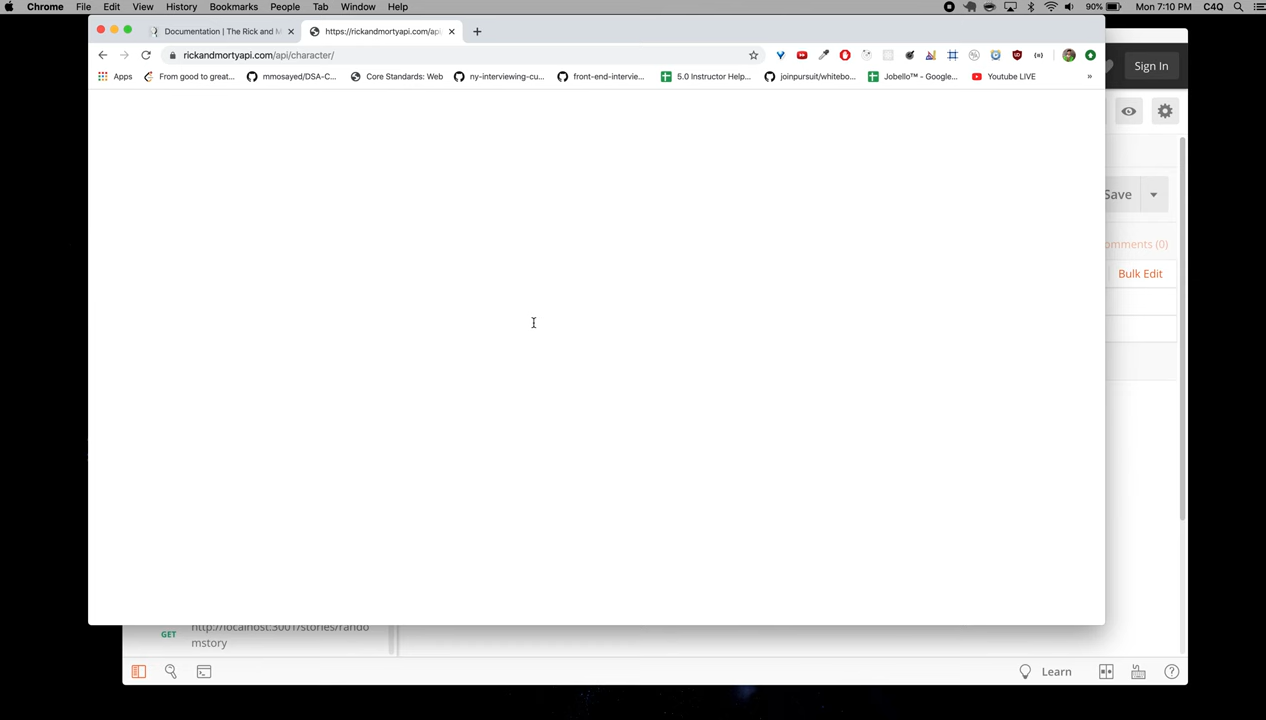 Chrome File Edit View History Bookmarks People Tab Window Help 90% Mon 7:10 PM C4Q
Documentation | The Rick and M https://rickandmortyapi.com/api
rickandmortyapi.com/api/character/
Apps From good to great... mmosayed/DSA-C... Core Standards: Web ny-interviewing-cu... front-end-intervie... 5.0 Instructor Help... joinpursuit/whitebo... Jobello™ - Google... Youtube LIVE »
Sign In
Save
omments (0)
Bulk Edit
GET http://localhost:3001/stories/rando
mstory
Learn